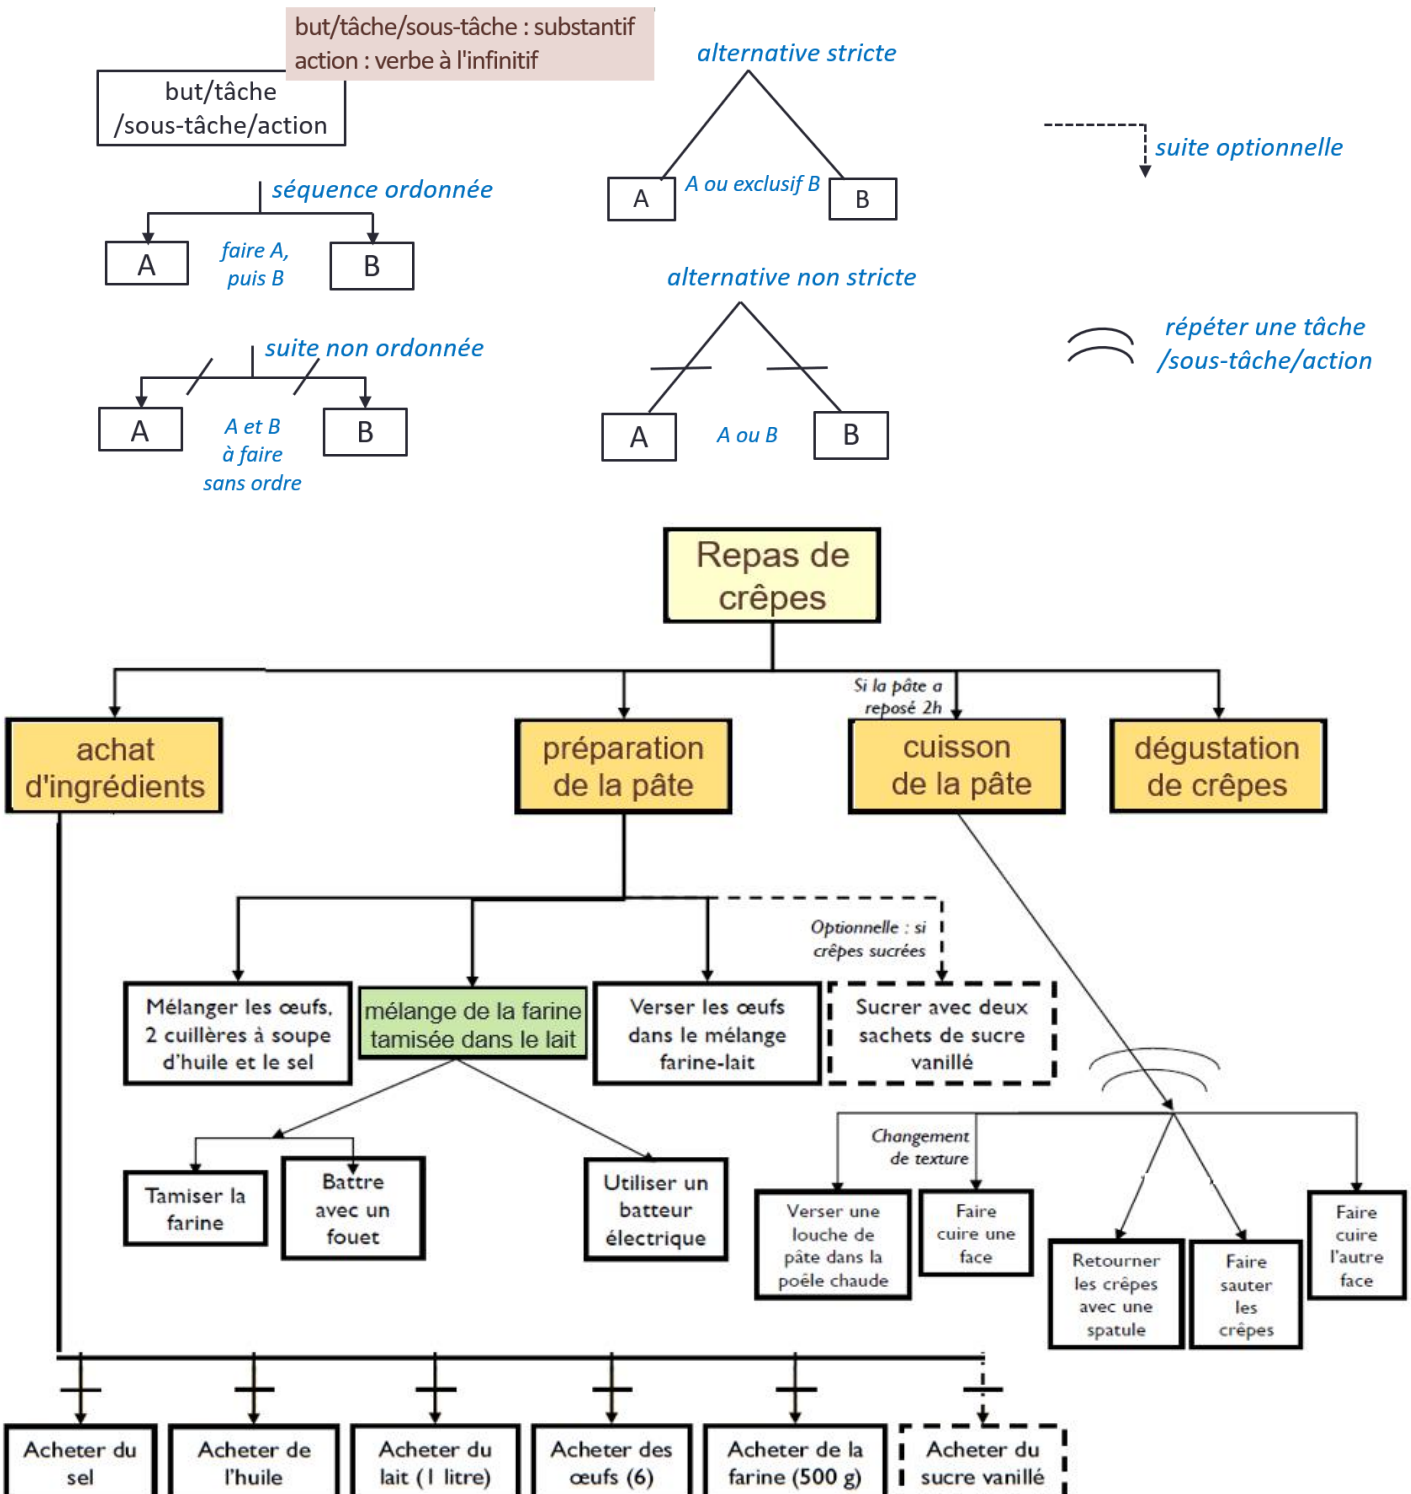 but/tâche/sous-tâche : substantif
action : verbe à l'infinitif
but/tâche
/sous-tâche/action
séquence ordonnée
A
faire A,
puis B
B
suite non ordonnée
A
A et B
à faire
sans ordre
B
alternative stricte
A
A ou exclusif B
B
alternative non stricte
A
A ou B
B
suite optionnelle
répéter une tâche
/sous-tâche/action
Repas de
crêpes
achat
d'ingrédients
préparation
de la pâte
Si la pâte a
reposé 2h
cuisson
de la pâte
dégustation
de crêpes
Optionnelle : si
crêpes sucrées
Mélanger les œufs,
2 cuillères à soupe
d'huile et le sel
mélange de la farine
tamisée dans le lait
Verser les œufs
dans le mélange
farine-lait
Sucrer avec deux
sachets de sucre
vanillé
Tamiser la
farine
Battre
avec un
fouet
Utiliser un
batteur
électrique
Changement
de texture
Verser une
louche de
pâte dans la
poêle chaude
Faire
cuire une
face
Retourner
les crêpes
avec une
spatule
Faire
sauter
les
crêpes
Faire
cuire
l'autre
face
Acheter du
sel
Acheter de
l'huile
Acheter du
lait (1 litre)
Acheter des
œufs (6)
Acheter de la
farine (500 g)
Acheter du
sucre vanillé